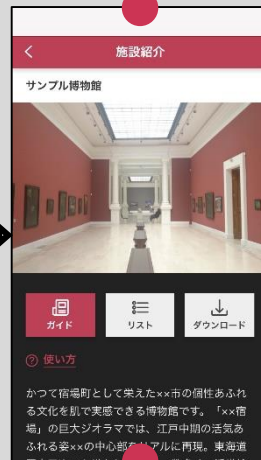 施設紹介
サンプル博物館
ガイド
リスト
ダウンロード
? 使い方
かつて宿場町として栄えた××市の個性あふれ
る文化を肌で実感できる博物館です。「××宿
場」の巨大ジオラマでは、江戸中期の活気あ
ふれる姿××の中心部を リアルに再現。東海道